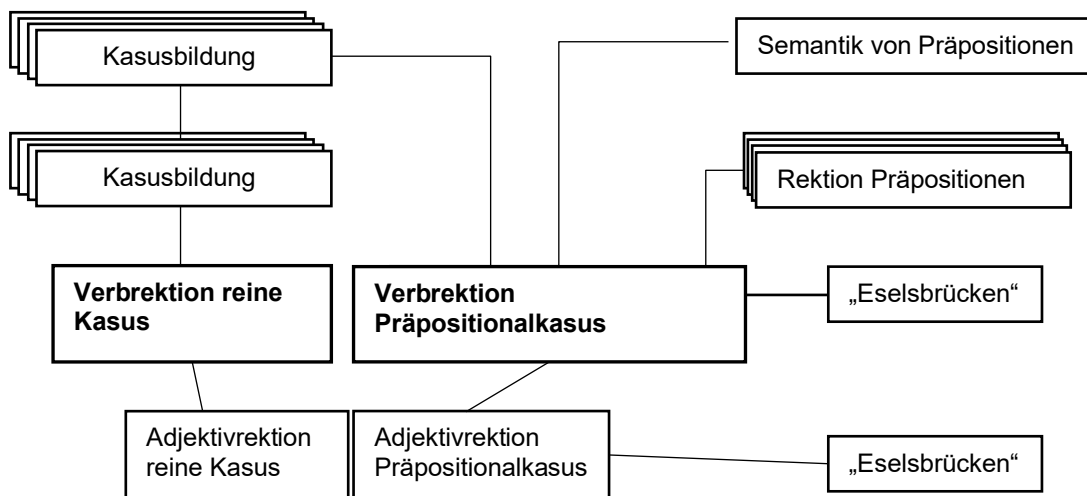 Kasusbildung
Semantik von Präpositionen
Kasusbildung
Rektion Präpositionen
Verbrektion reine
Kasus
Verbrektion
Präpositionalkasus
„Eselsbrücken“
Adjektivrektion
reine Kasus
Adjektivrektion
Präpositionalkasus
„Eselsbrücken“